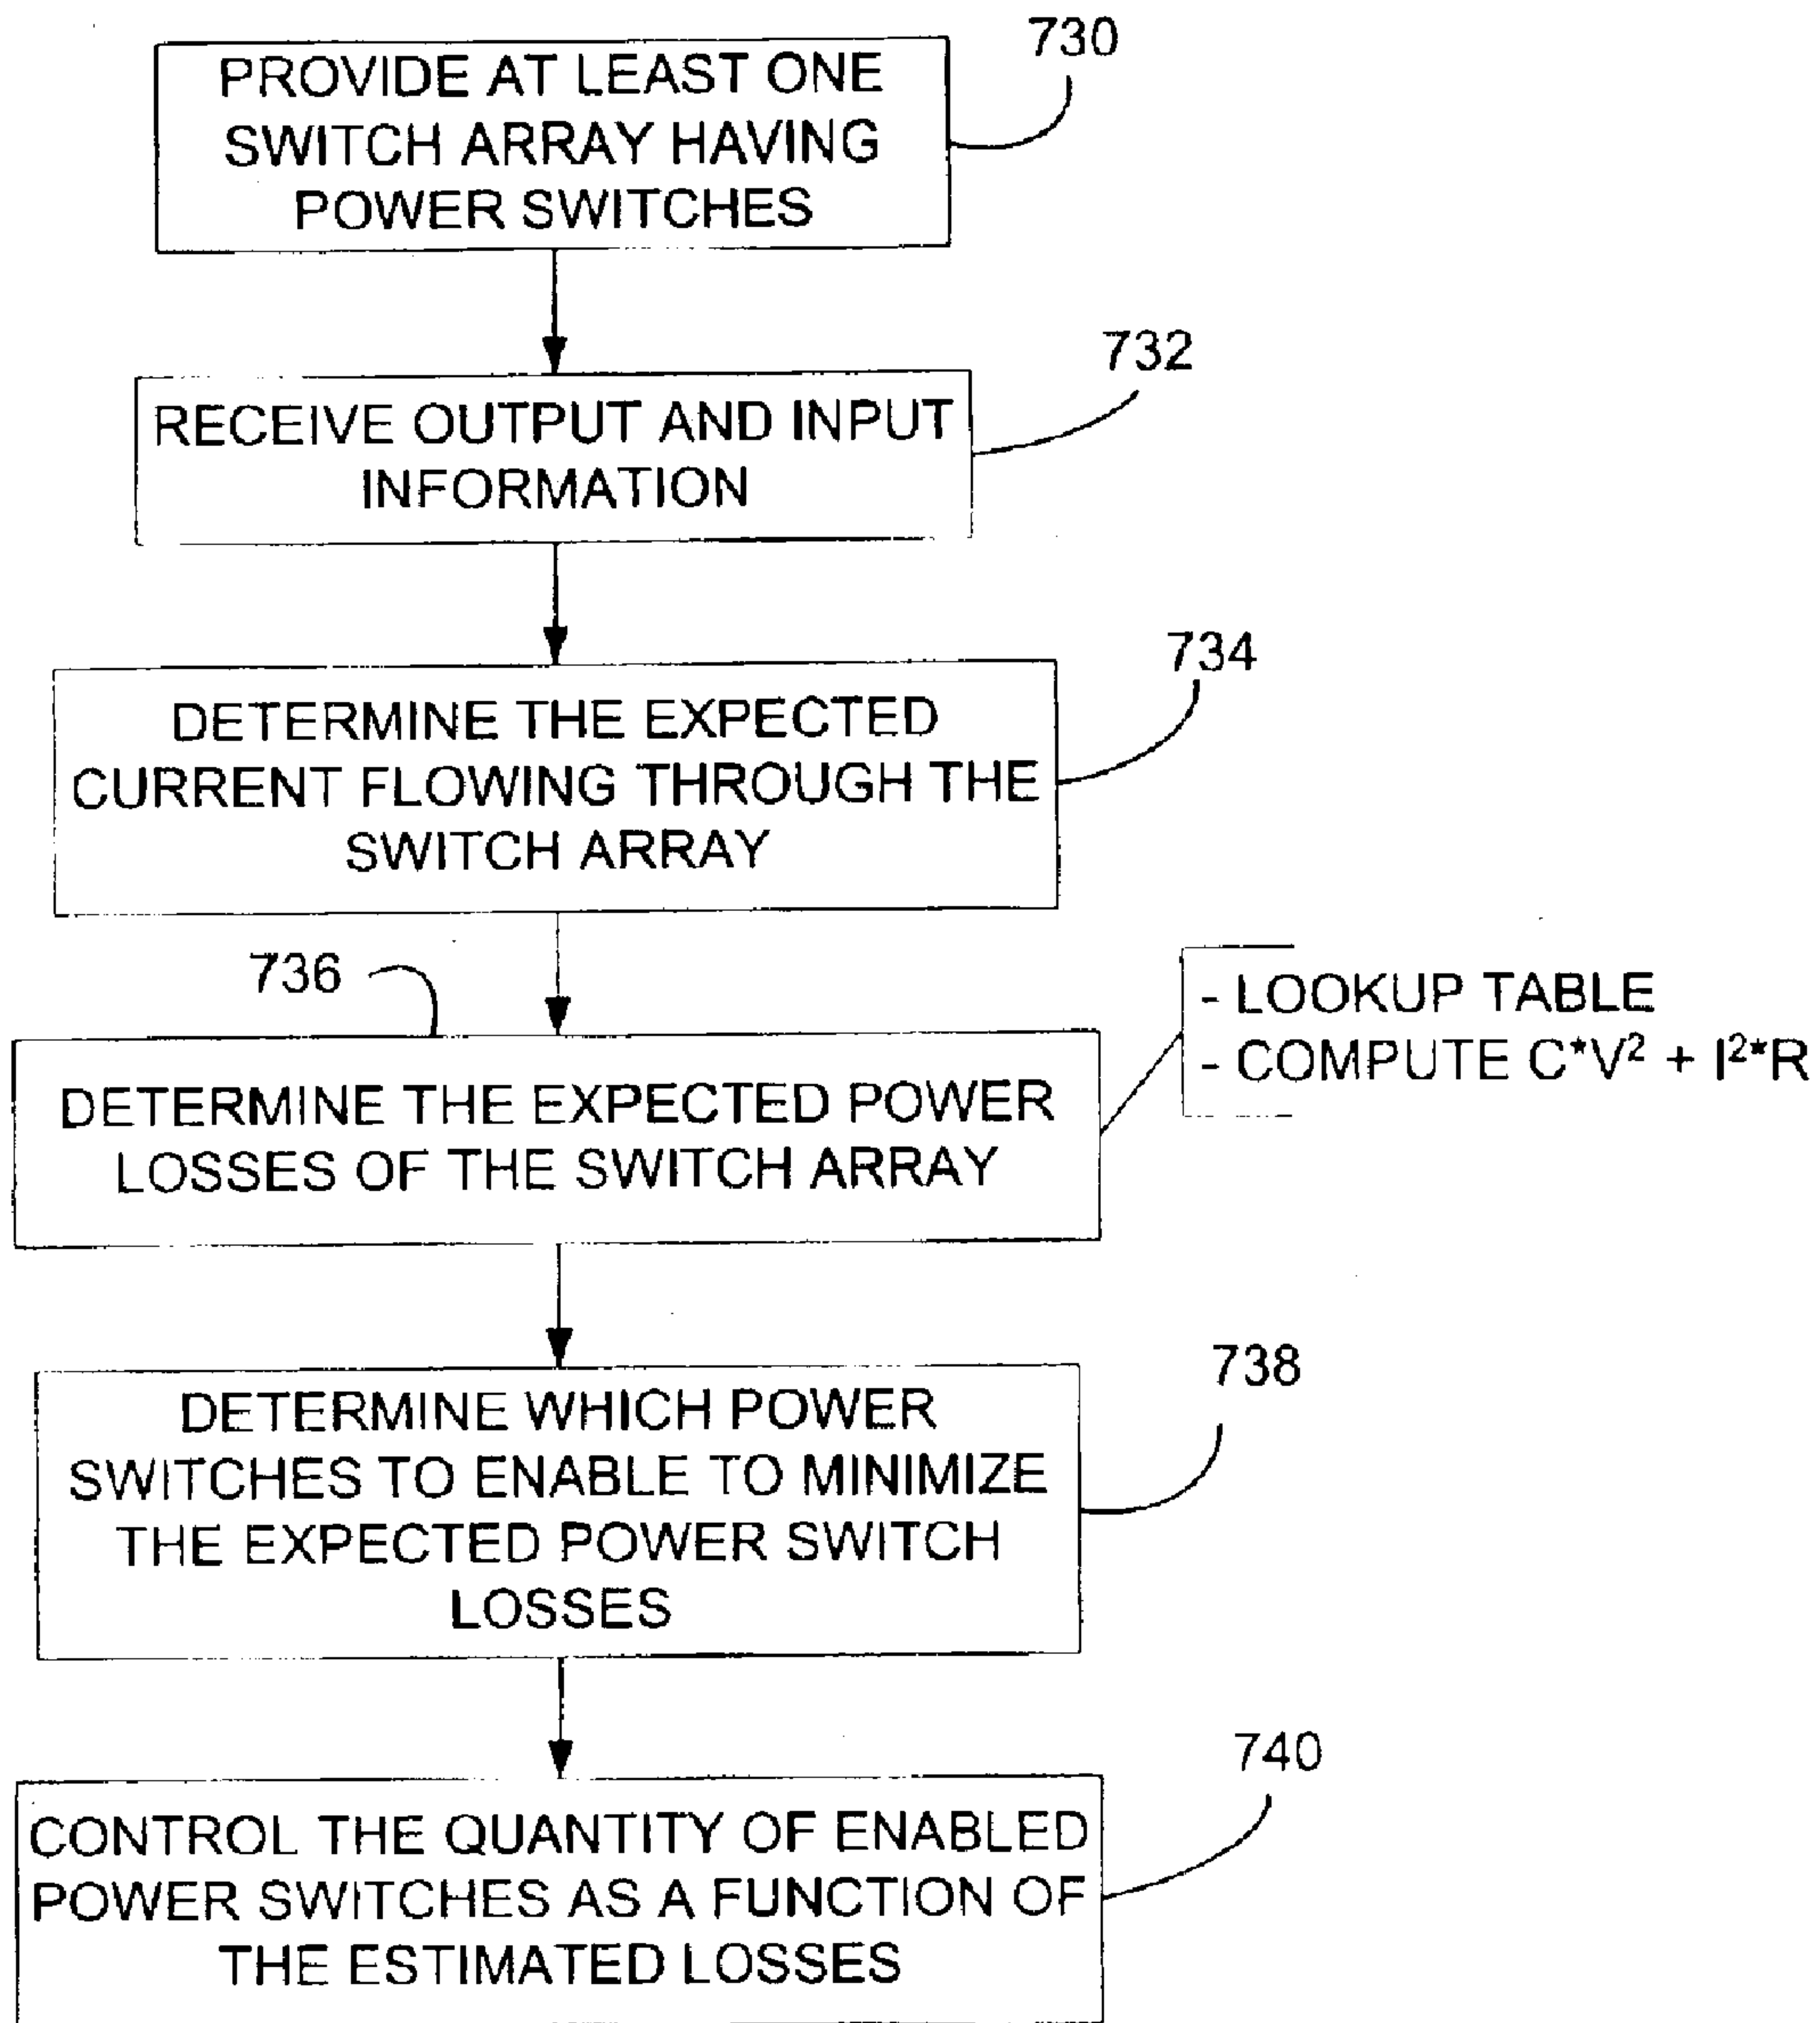 730
PROVIDE AT LEAST ONE
SWITCH ARRAY HAVING
POWER SWITCHES
732
RECEIVE OUTPUT AND INPUT
INFORMATION
734
DETERMINE THE EXPECTED
CURRENT FLOWING THROUGH THE
SWITCH ARRAY
736
- LOOKUP TABLE
- COMPUTE C*V² + I²*R
DETERMINE THE EXPECTED POWER
LOSSES OF THE SWITCH ARRAY
738
DETERMINE WHICH POWER
SWITCHES TO ENABLE TO MINIMIZE
THE EXPECTED POWER SWITCH
LOSSES
740
CONTROL THE QUANTITY OF ENABLED
POWER SWITCHES AS A FUNCTION OF
THE ESTIMATED LOSSES